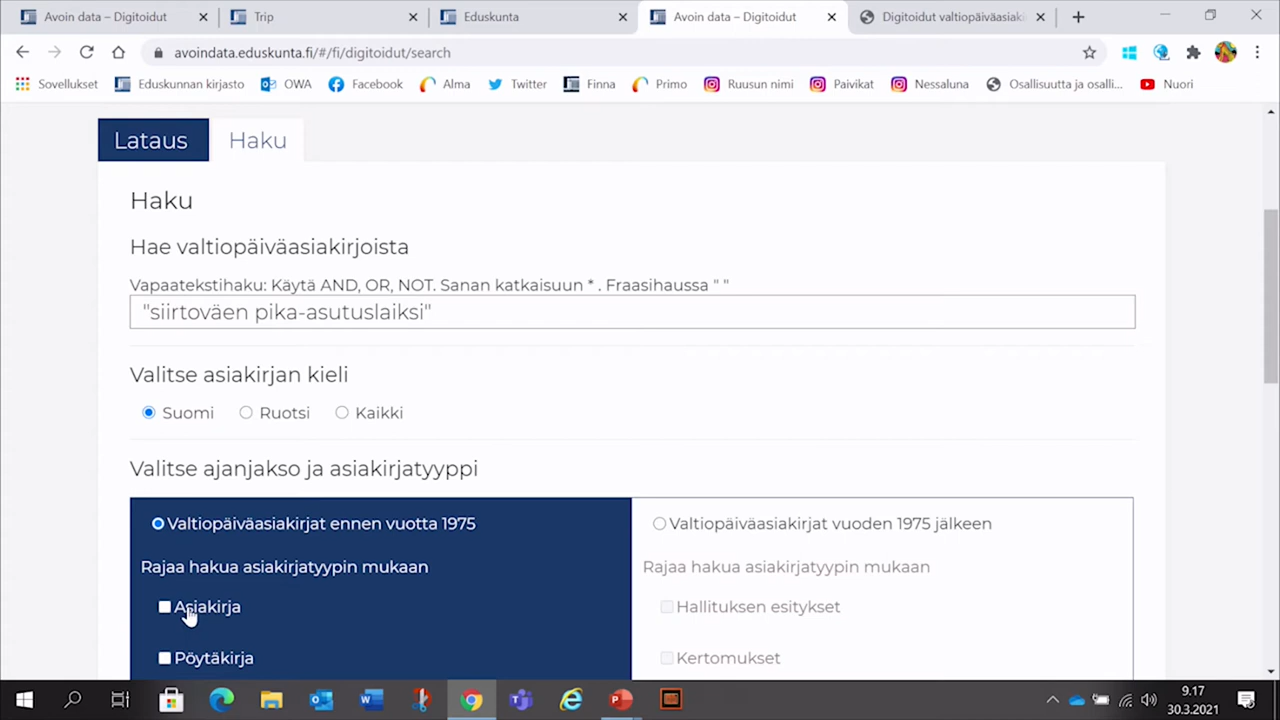 Avoin data – Digitoidut
Trip
Eduskunta
Avoin data – Digitoidut
Digitoidut valtiopäiväasiaki
avoindata.eduskunta.fi/#/fi/digitoidut/search
Sovellukset
Eduskunnan kirjasto
OWA
Facebook
Alma
Twitter
Finna
Primo
Ruusun nimi
Paivikat
Nessaluna
Osallisuutta ja osalli...
Nuori
Lataus
Haku
Haku
Hae valtiopäiväasiakirjoista
Vapaatekstihaku: Käytä AND, OR, NOT. Sanan katkaisuun * . Fraasihaussa " "
"siirtoväen pika-asutuslaiksi"
Valitse asiakirjan kieli
Suomi
Ruotsi
Kaikki
Valitse ajanjakso ja asiakirjatyyppi
Valtiopäiväasiakirjat ennen vuotta 1975
Valtiopäiväasiakirjat vuoden 1975 jälkeen
Rajaa hakua asiakirjatyypin mukaan
Rajaa hakua asiakirjatyypin mukaan
Asiakirja
Hallituksen esitykset
Pöytäkirja
Kertomukset
9.17
30.3.2021